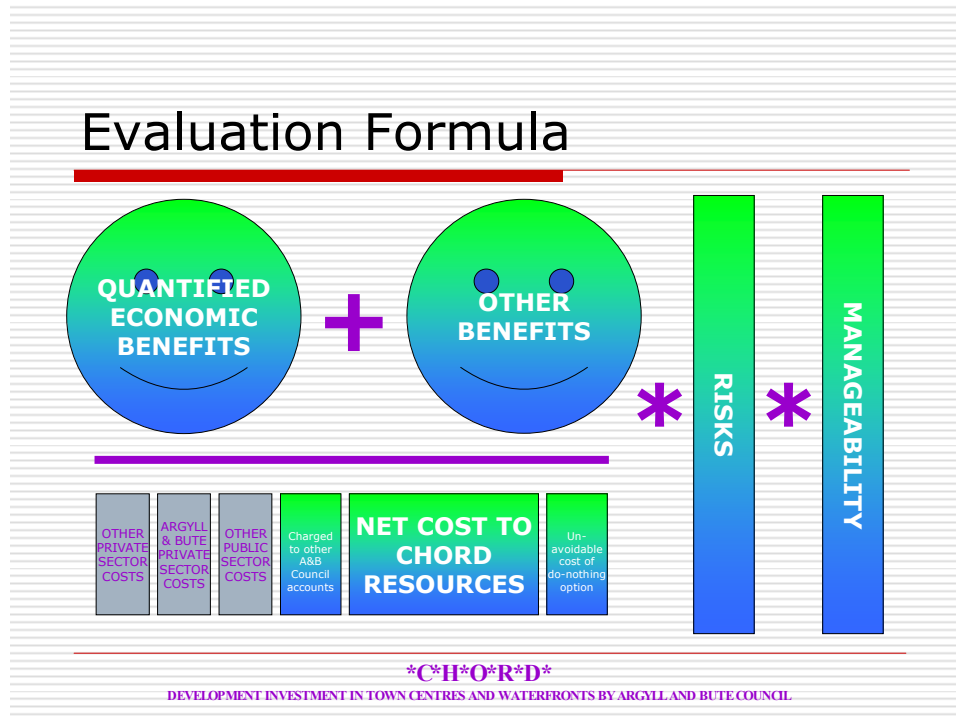 Evaluation Formula
QUANTIFIED
ECONOMIC
BENEFITS
+
OTHER
BENEFITS
*
RISKS
*
MANAGEABILITY
OTHER
PRIVATE
SECTOR
COSTS
ARGYLL
& BUTE
PRIVATE
SECTOR
COSTS
OTHER
PUBLIC
SECTOR
COSTS
Charged
to other
A&B
Council
accounts
NET COST TO
CHORD
RESOURCES
Un-
avoidable
cost of
do-nothing
option
*C*H*O*R*D*
DEVELOPMENT INVESTMENT IN TOWN CENTRES AND WATERFRONTS BY ARGYLL AND BUTE COUNCIL